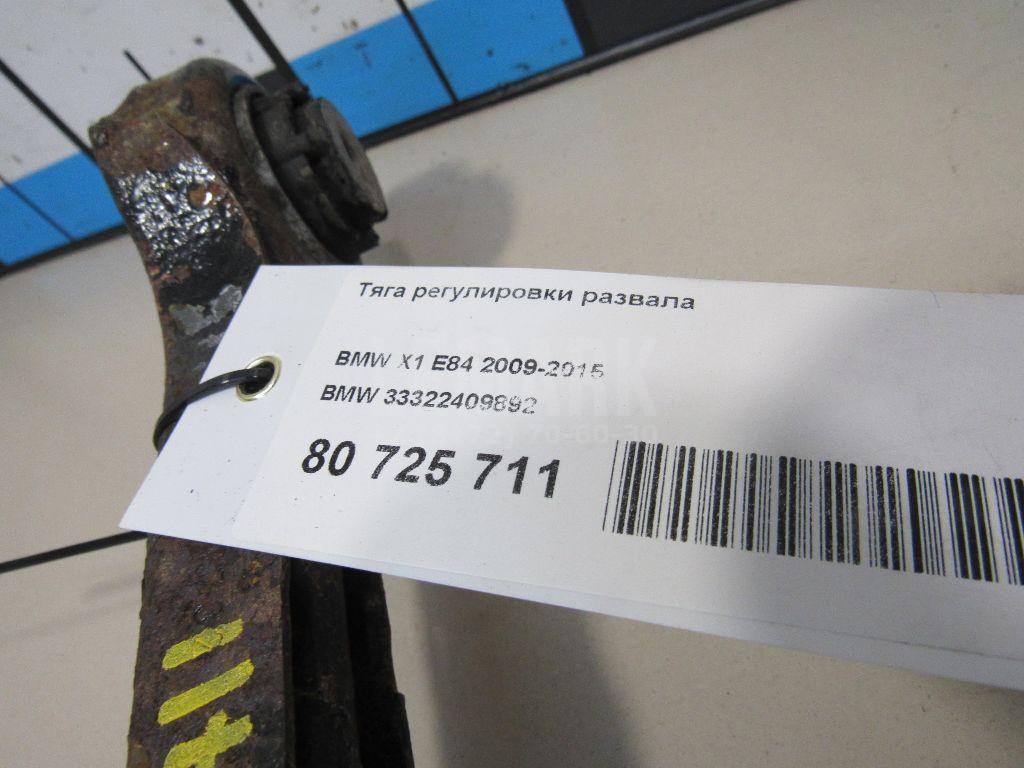 Тяга регулировки развала
BMW X1 E84 2009-2015
BMW 33322409892
80 725 711